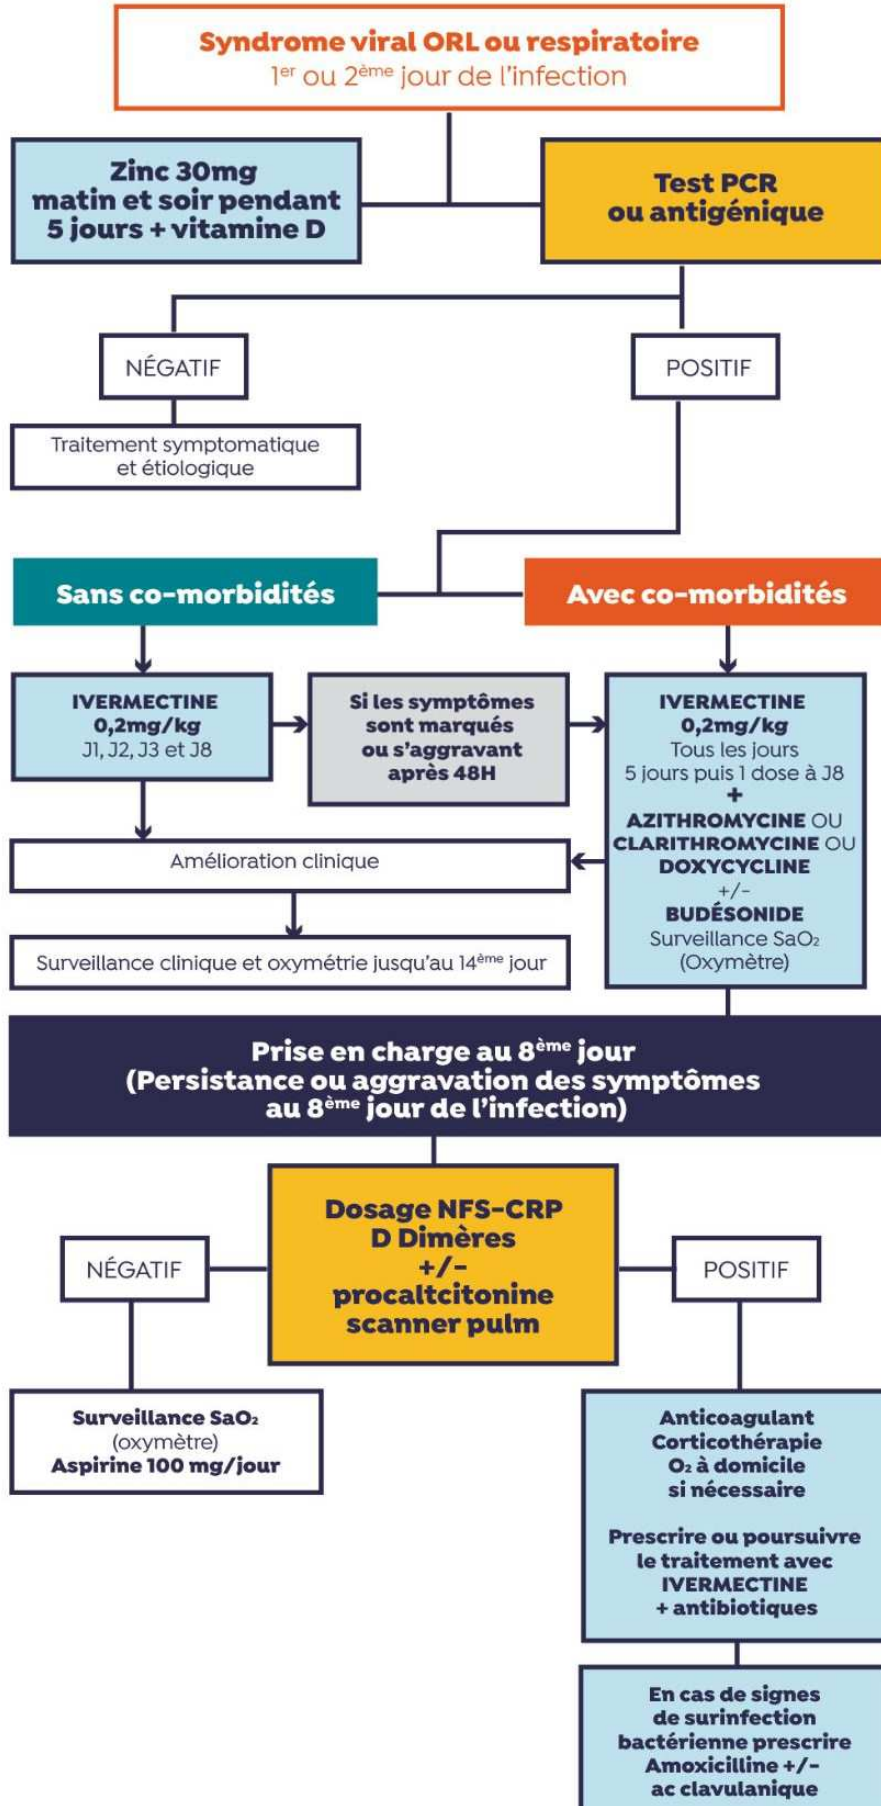 Syndrome viral ORL ou respiratoire
1er ou 2ème jour de l'infection
Zinc 30mg
matin et soir pendant
5 jours + vitamine D
Test PCR
ou antigénique
NÉGATIF
POSITIF
Traitement symptomatique
et étiologique
Sans co-morbidités
Avec co-morbidités
IVERMECTINE
0,2mg/kg
J1, J2, J3 et J8
Si les symptômes
sont marqués
ou s'aggravant
après 48H
IVERMECTINE
0,2mg/kg
Tous les jours
5 jours puis 1 dose à J8
+
AZITHROMYCINE OU
CLARITHROMYCINE OU
DOXYCYCLINE
+/-
BUDÉSONIDE
Surveillance SaO₂
(Oxymètre)
Amélioration clinique
Surveillance clinique et oxymétrie jusqu'au 14ème jour
Prise en charge au 8ème jour
(Persistance ou aggravation des symptômes
au 8ème jour de l'infection)
Dosage NFS-CRP
D Dimères
+/-
procaltcitonine
scanner pulm
NÉGATIF
POSITIF
Surveillance SaO₂
(oxymètre)
Aspirine 100 mg/jour
Anticoagulant
Corticothérapie
O₂ à domicile
si nécessaire
Prescrire ou poursuivre
le traitement avec
IVERMECTINE
+ antibiotiques
En cas de signes
de surinfection
bactérienne prescrire
Amoxicilline +/-
ac clavulanique